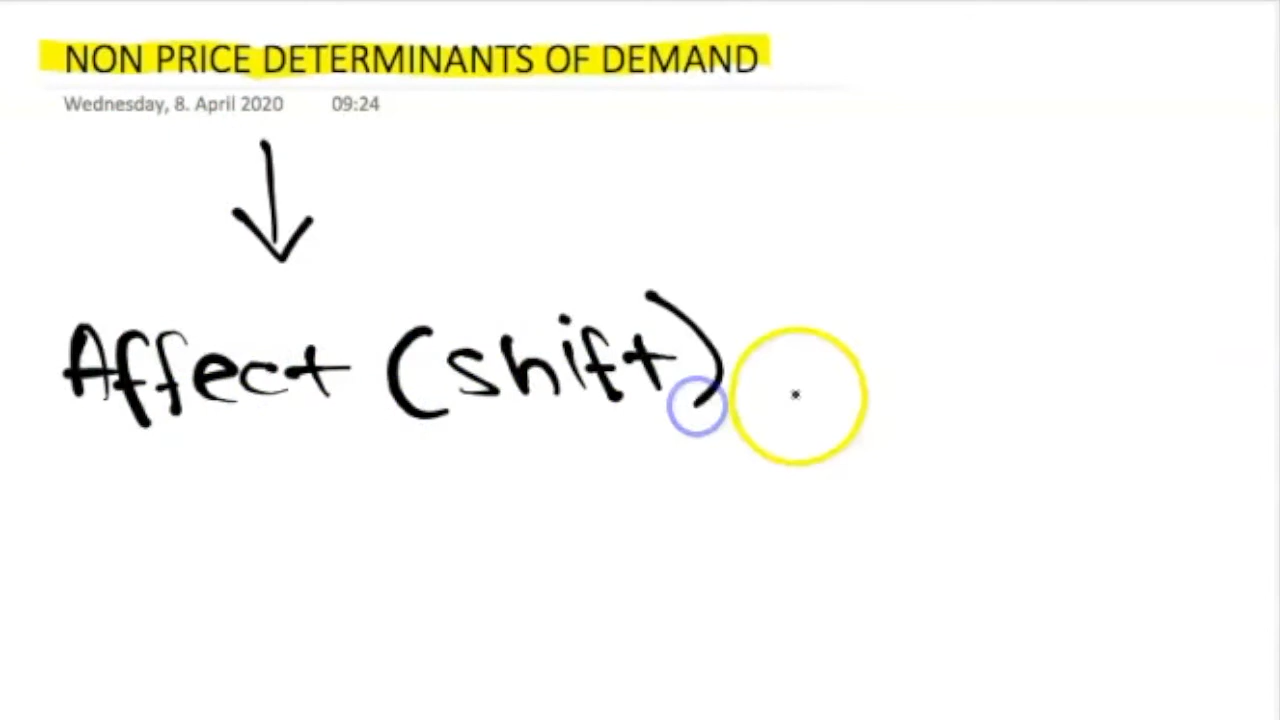 NON PRICE DETERMINANTS OF DEMAND
Wednesday, 8. April 2020 09:24
Affect (shift)